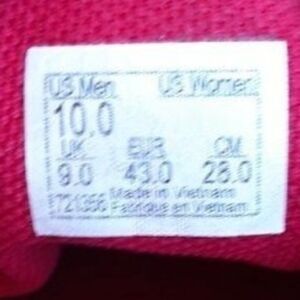 US Men US Women
10.0
UK EUR CM
9.0 43.0 28.0
721356 Made in Vietnam
Fabriqué en Vietnam